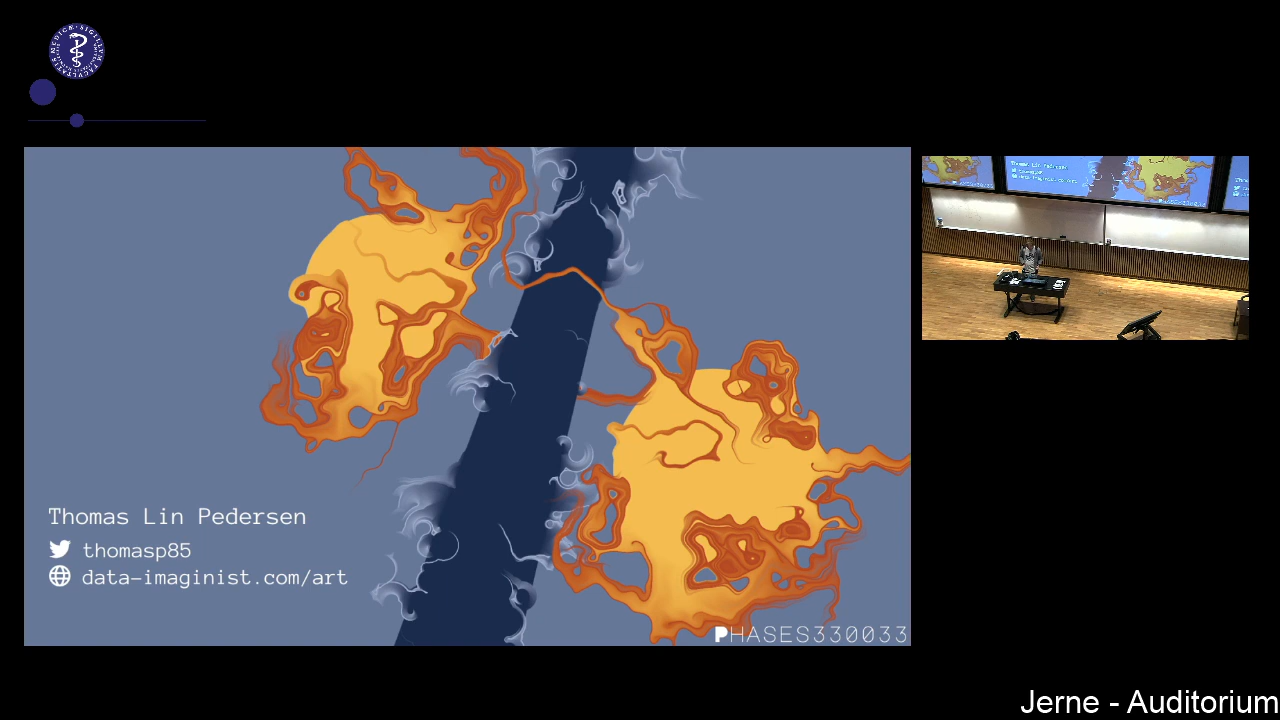 Thomas Lin Pedersen
thomasp85
data-imaginist.com/art
PHASES330033
Jerne - Auditorium